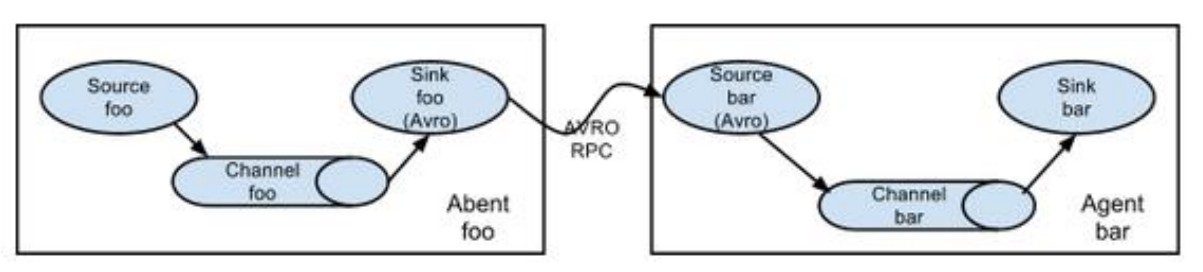 Source
foo
Sink
foo
(Avro)
Channel
foo
Abent
foo
AVRO
RPC
Source
bar
(Avro)
Sink
bar
Channel
bar
Agent
bar